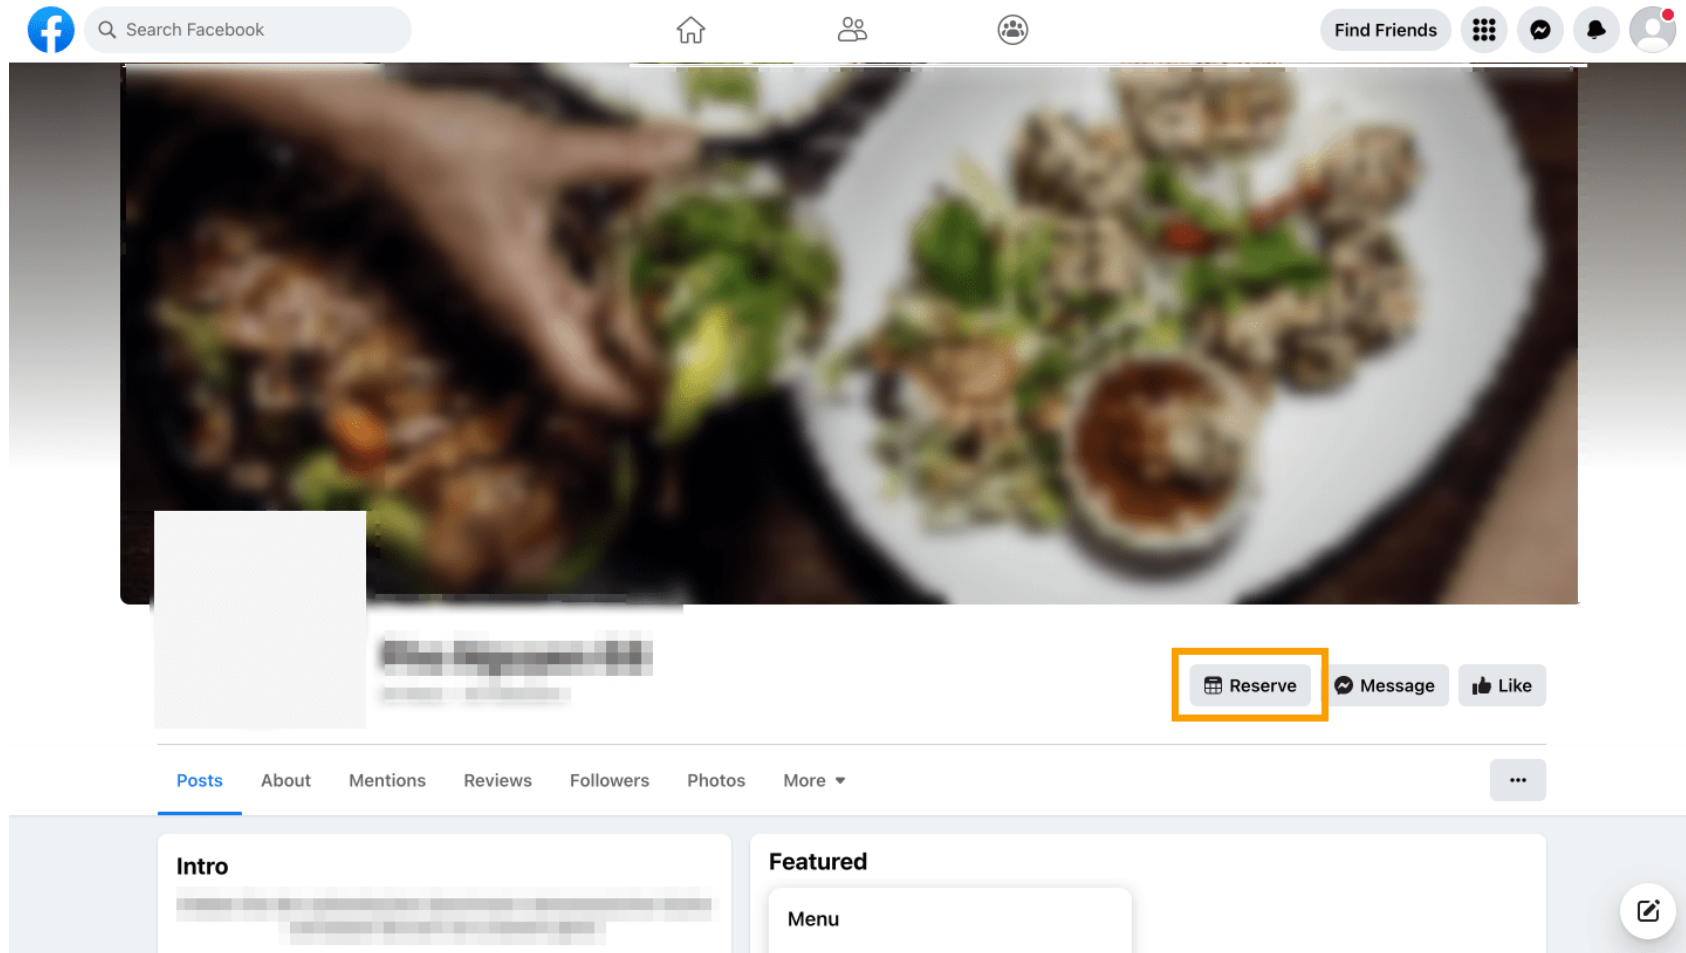 Search Facebook
Find Friends
Reserve
Message
Like
Posts
About
Mentions
Reviews
Followers
Photos
More
Intro
Featured
Menu